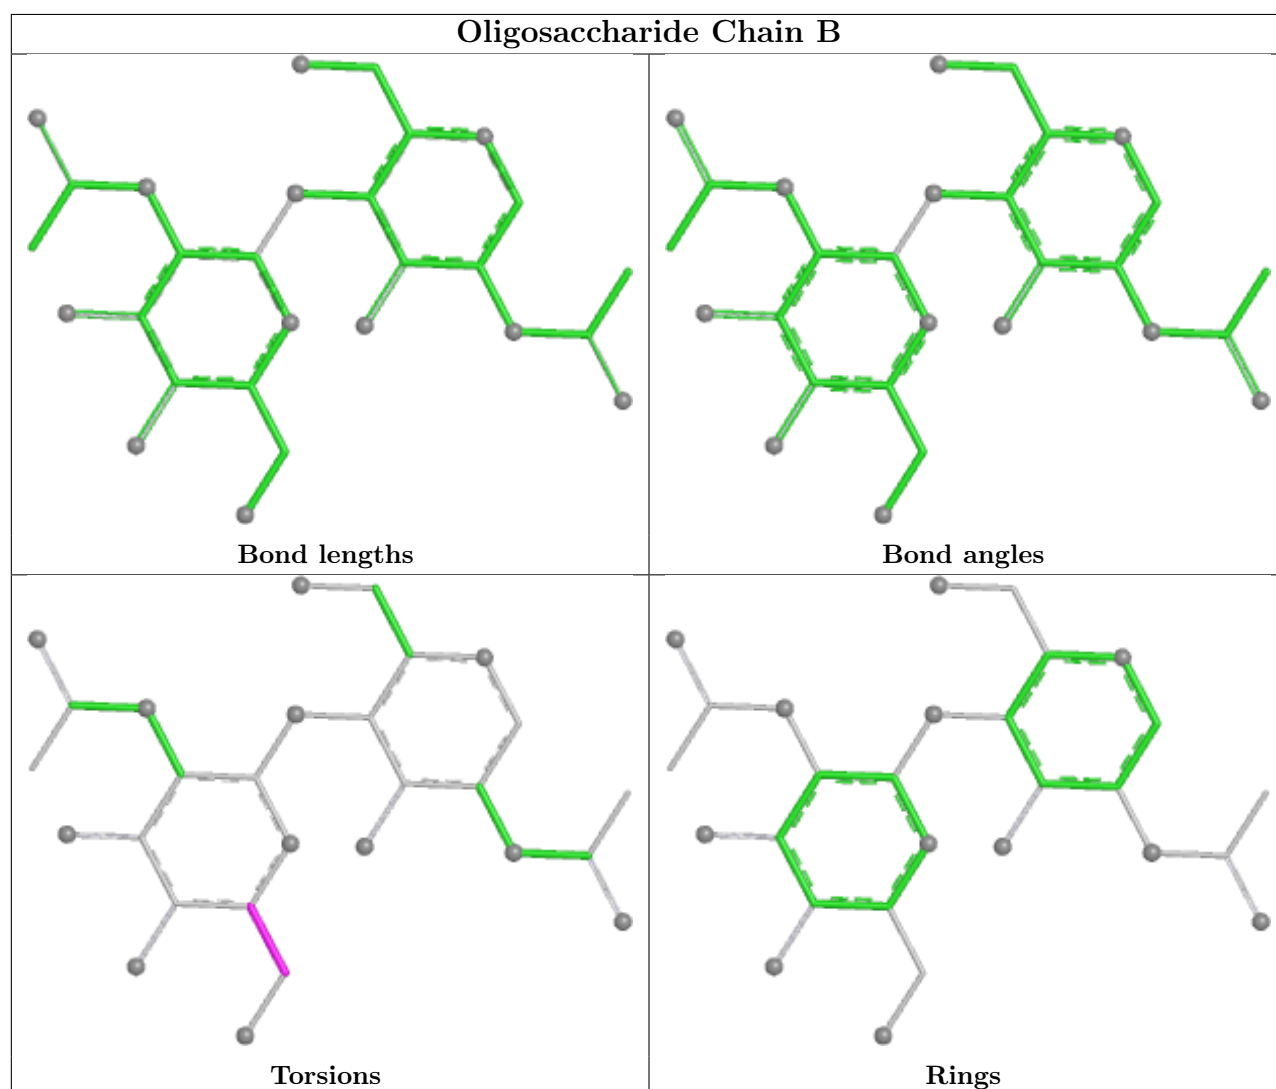 Oligosaccharide Chain B
Bond lengths
Bond angles
Torsions
Rings